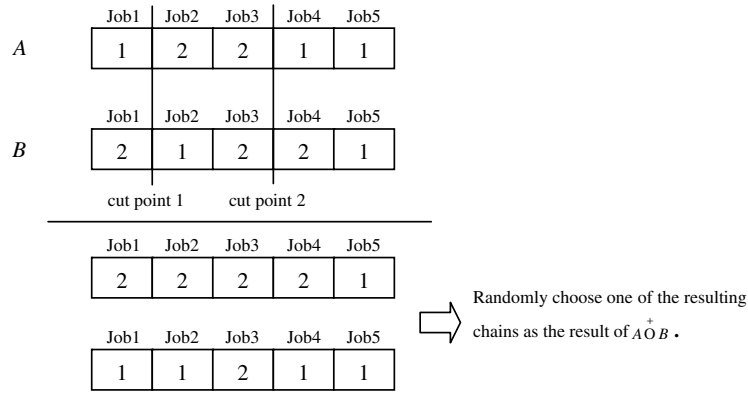 Job1 Job2 Job3 Job4 Job5
A 1 2 2 1 1
Job1 Job2 Job3 Job4 Job5
B 2 1 2 2 1
cut point 1 cut point 2
Job1 Job2 Job3 Job4 Job5
2 2 2 2 1
Randomly choose one of the resulting
chains as the result of A O⁺ B .
Job1 Job2 Job3 Job4 Job5
1 1 2 1 1